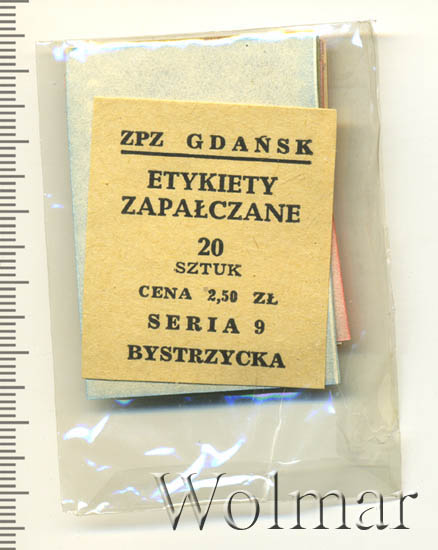 ZPZ GDAŃSK
ETYKIETY
ZAPAŁCZANE
20
SZTUK
CENA 2,50 ZŁ
SERIA 9
BYSTRZYCKA
Wolmar